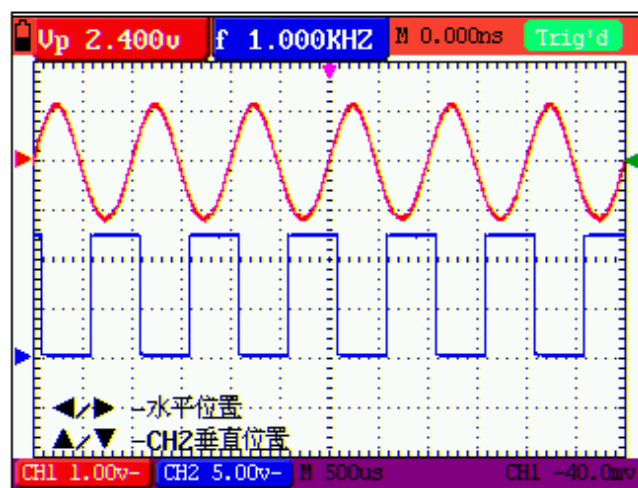 Vp 2.400v f 1.000KHZ M 0.000ns Trig'd
◀/▶ -水平位置
▲/▼ -CH2垂直位置
CH1 1.00v- CH2 5.00v- M 500us CH1 -40.0mv